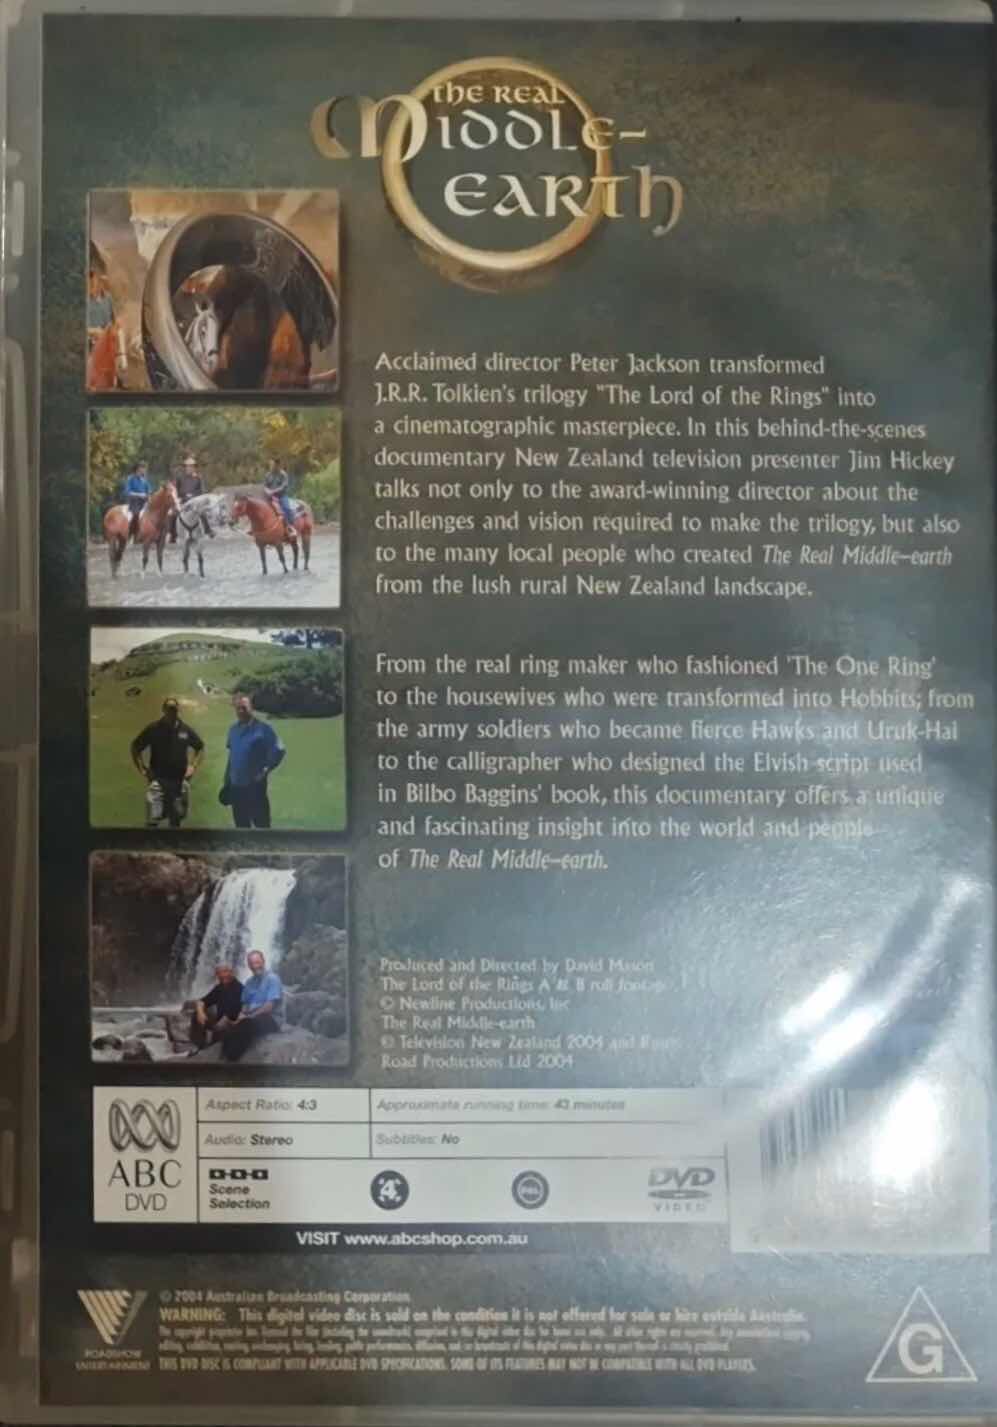 THE REAL
MIDDLE-
EARTH
Acclaimed director Peter Jackson transformed
J.R.R. Tolkien's trilogy "The Lord of the Rings" into
a cinematographic masterpiece. In this behind-the-scenes
documentary New Zealand television presenter Jim Hickey
talks not only to the award-winning director about the
challenges and vision required to make the trilogy, but also
to the many local people who created The Real Middle-earth
from the lush rural New Zealand landscape.
From the real ring maker who fashioned 'The One Ring'
to the housewives who were transformed into Hobbits; from
the army soldiers who became fierce Hawks and Uruk-Hai
to the calligrapher who designed the Elvish script used
in Bilbo Baggins' book, this documentary offers a unique
and fascinating insight into the world and people
of The Real Middle-earth.
Produced and Directed by David Mason
The Lord of the Rings A & B roll footage
© Newline Productions, Inc
The Real Middle-earth
© Television New Zealand 2004 and
Road Productions Ltd 2004
Aspect Ratio: 4:3
Approximate running time: 43 minutes
Audio: Stereo
Subtitles: No
ABC
DVD
Scene
Selection
4
PAL
DVD
VIDEO
VISIT www.abcshop.com.au
© 2004 Australian Broadcasting Corporation
WARNING: This digital video disc is sold on the condition it is not offered for sale or hire outside Australia.
THIS DVD DISC IS COMPLIANT WITH APPLICABLE DVD SPECIFICATIONS. SOME OF ITS FEATURES MAY NOT BE COMPATIBLE WITH ALL DVD PLAYERS.
ROADSHOW
ENTERTAINMENT
G